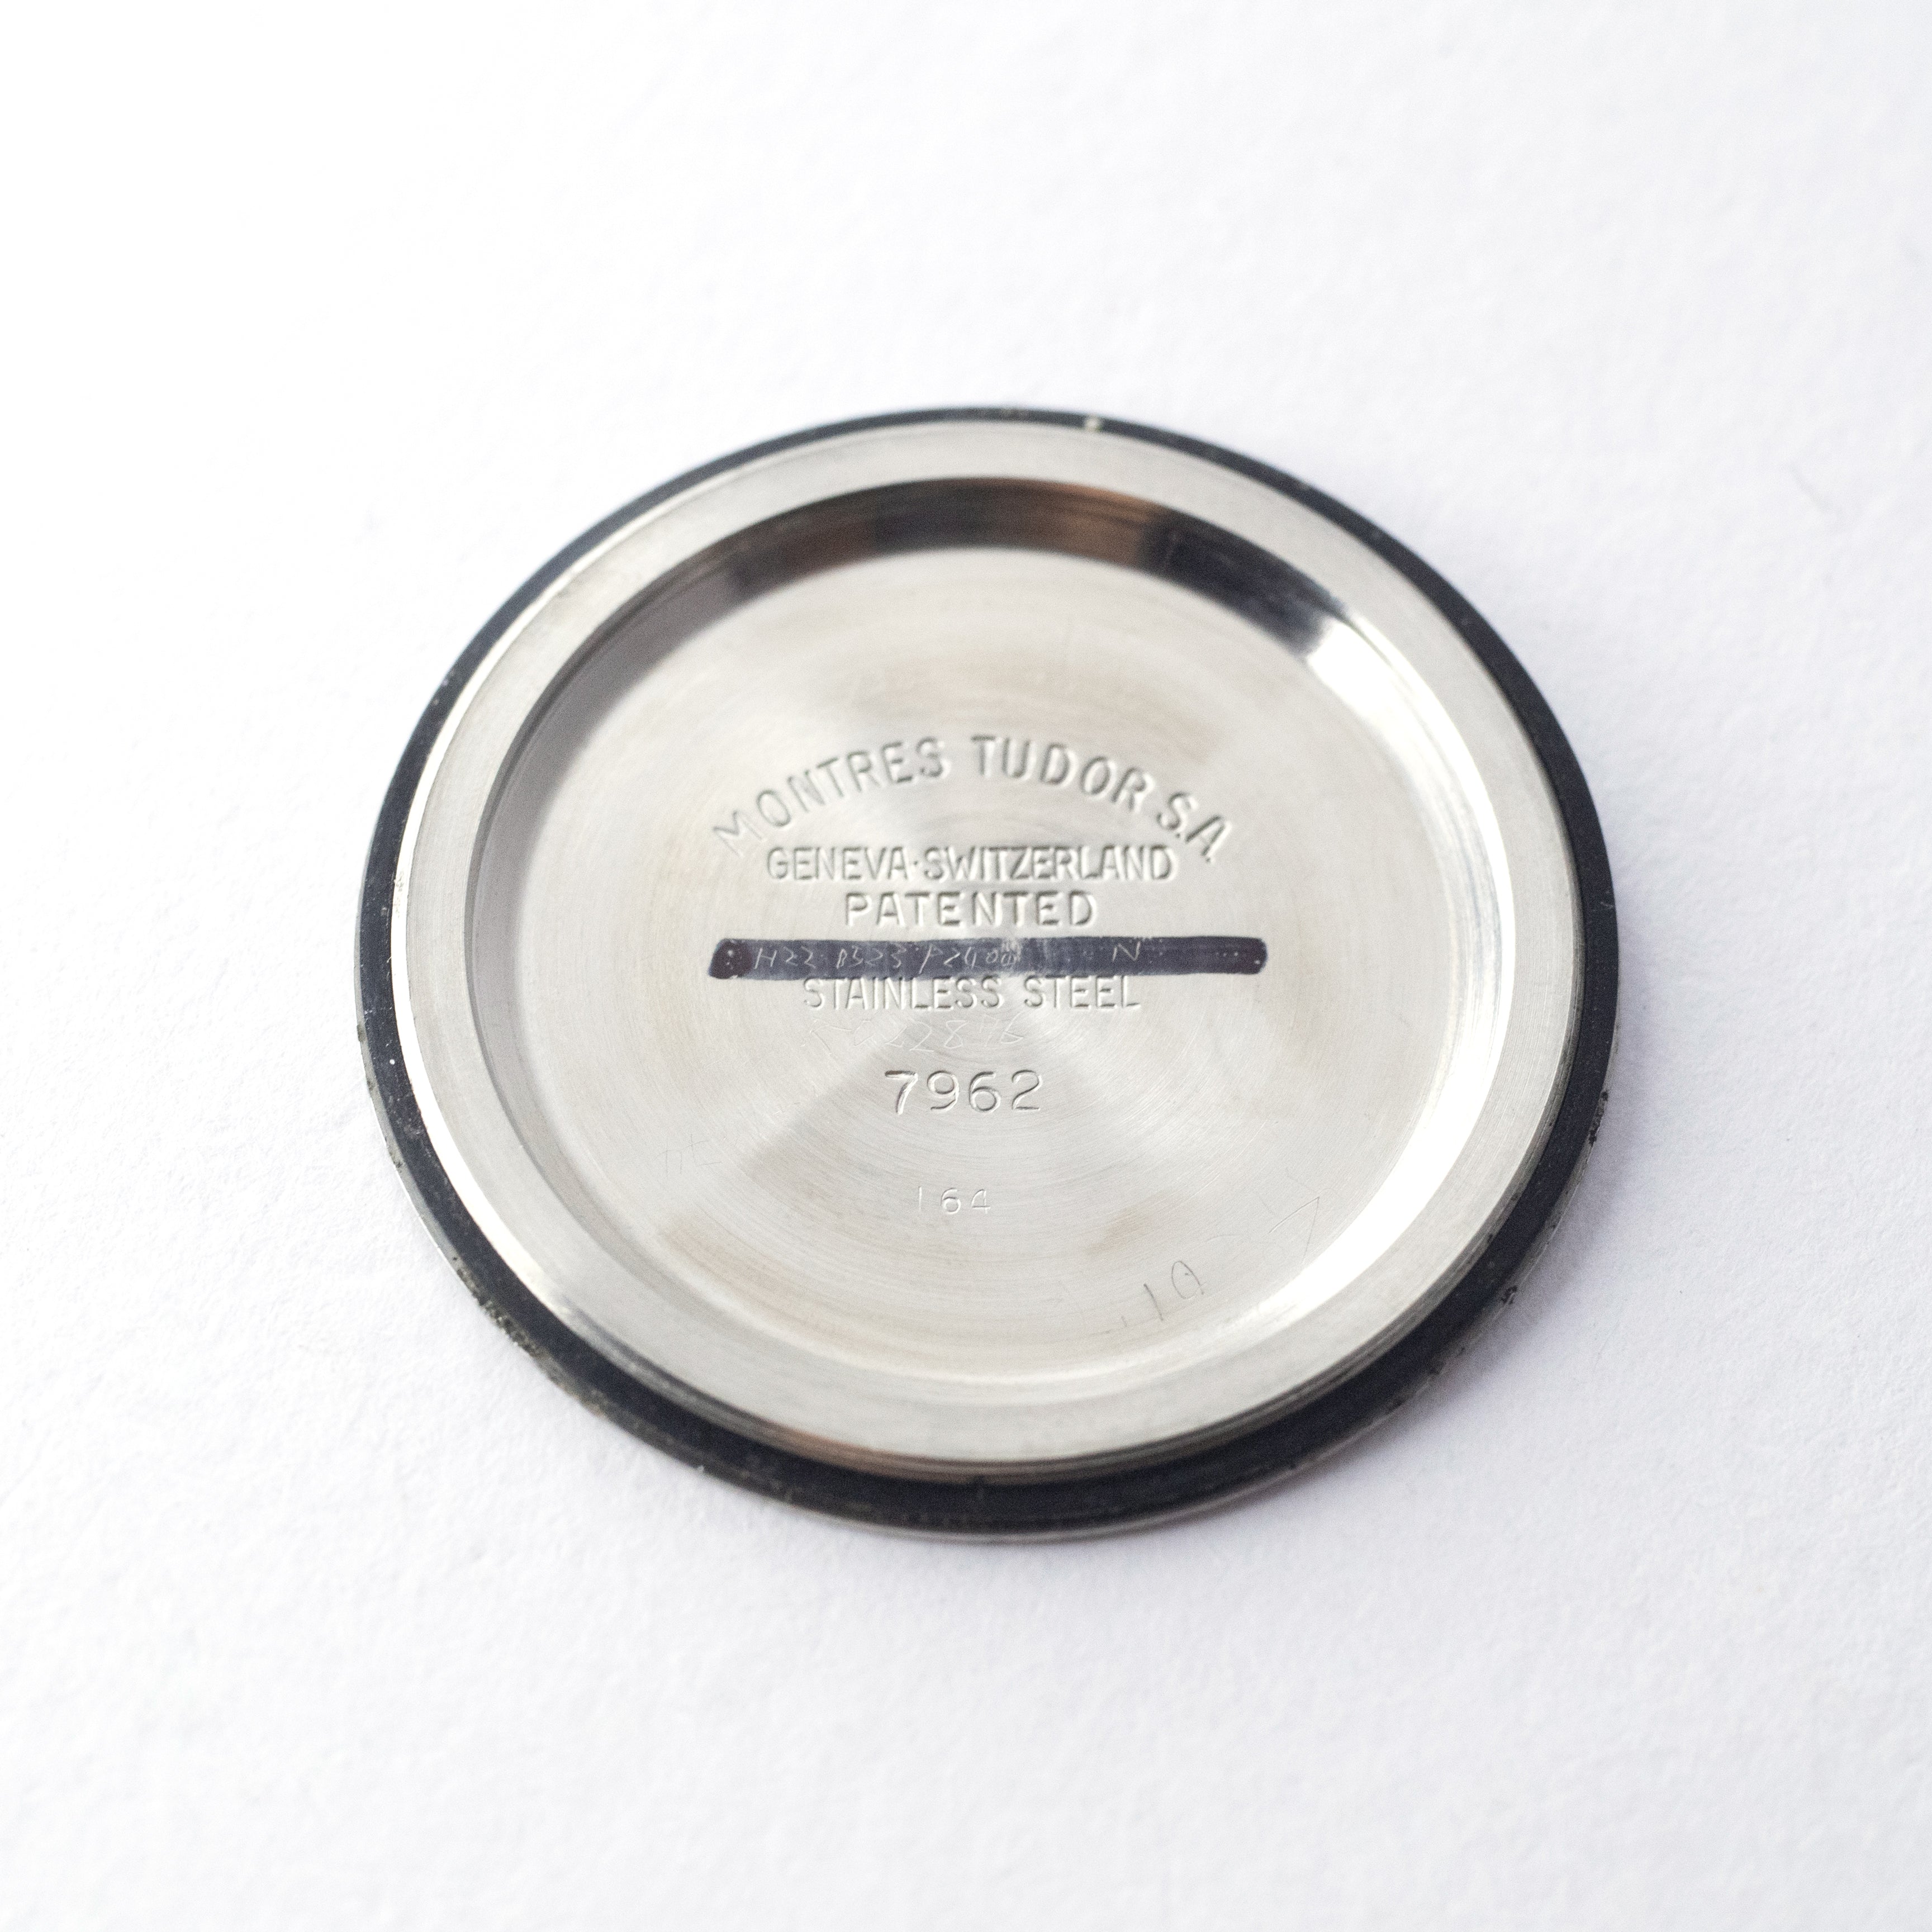 MONTRES TUDOR S.A.
GENEVA·SWITZERLAND
PATENTED
STAINLESS STEEL
7962
164